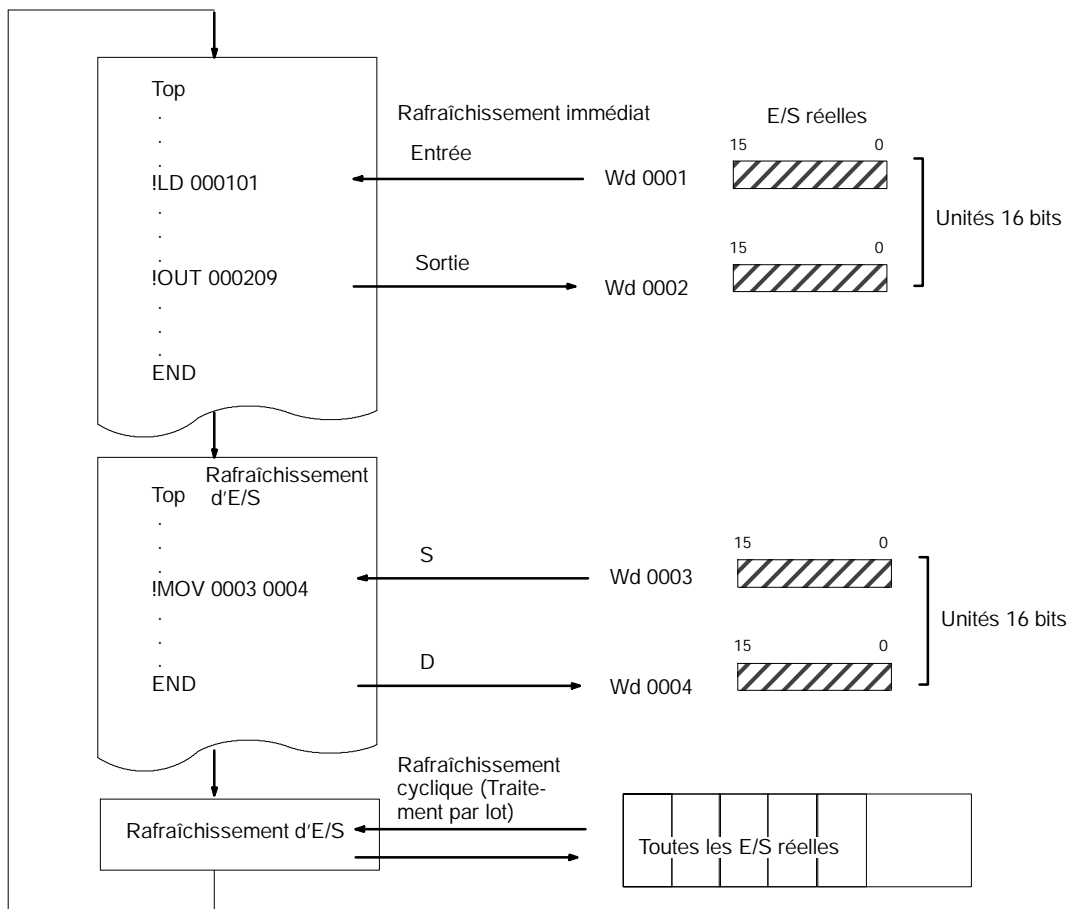 Top
.
.
.
!LD 000101
.
.
.
!OUT 000209
.
.
.
END
Rafraîchissement immédiat
Entrée
Wd 0001
E/S réelles
15 0
Unités 16 bits
Sortie
Wd 0002
15 0
Rafraîchissement
d'E/S
Top
.
.
.
!MOV 0003 0004
.
.
.
END
S
Wd 0003
15 0
Unités 16 bits
D
Wd 0004
15 0
Rafraîchissement
cyclique (Traite-
ment par lot)
Rafraîchissement d'E/S
Toutes les E/S réelles